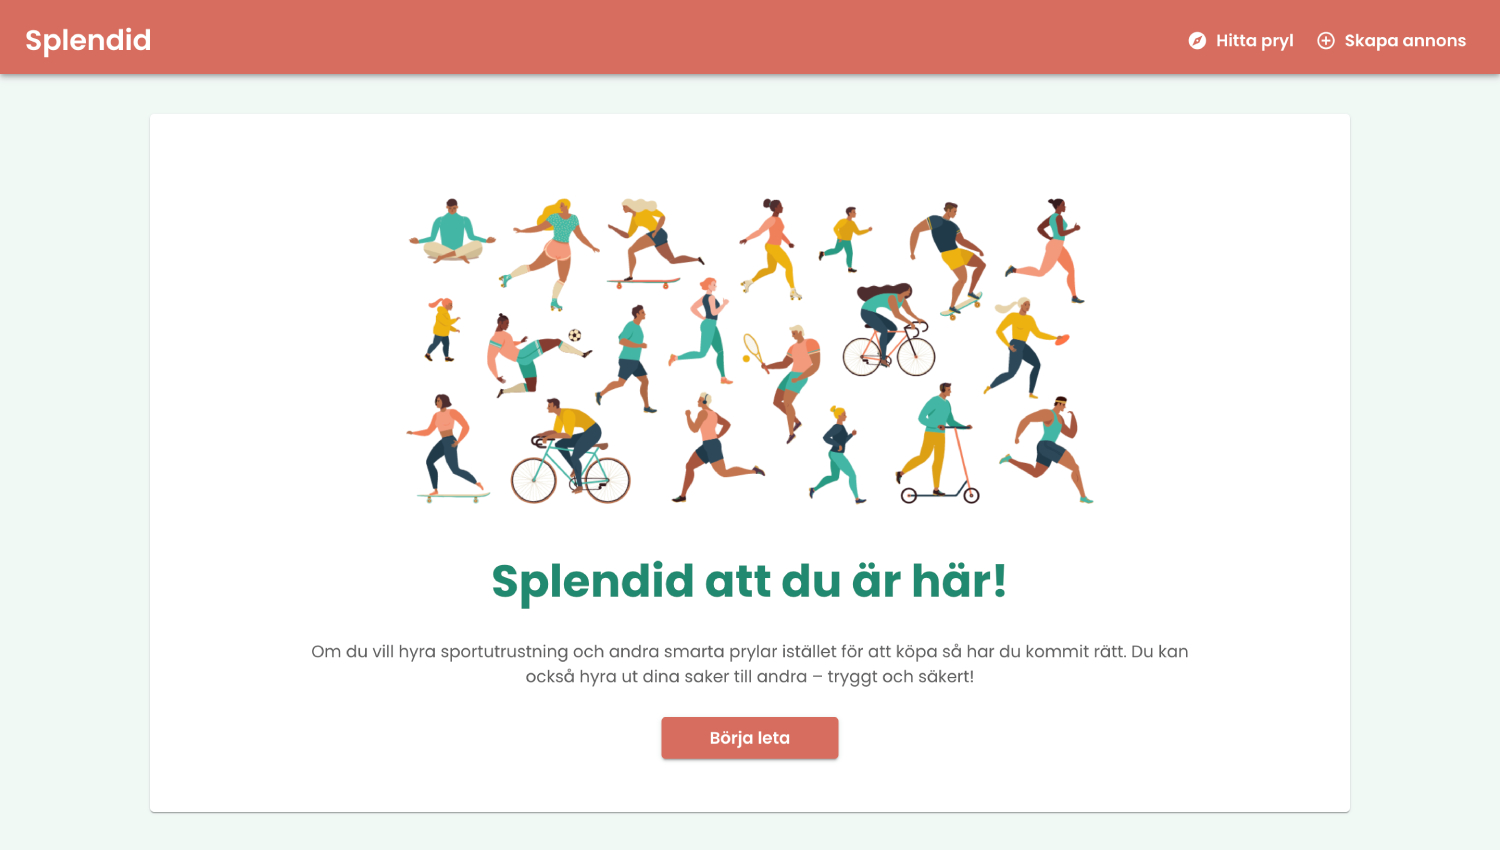 Splendid
Hitta pryl
Skapa annons
Splendid att du är här!
Om du vill hyra sportutrustning och andra smarta prylar istället för att köpa så har du kommit rätt. Du kan
också hyra ut dina saker till andra – tryggt och säkert!
Börja leta